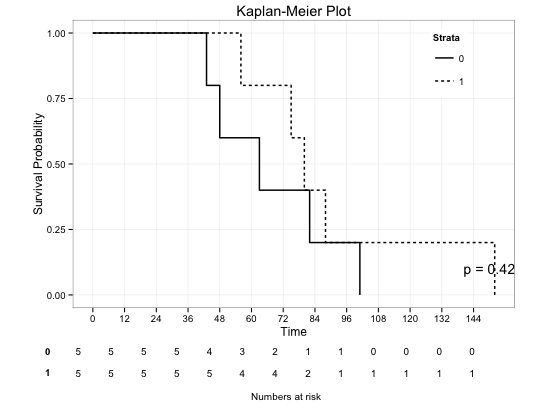 Kaplan-Meier Plot
Strata
0
1
1.00
0.75
0.50
0.25
0.00
Survival Probability
p = 0.42
0 12 24 36 48 60 72 84 96 108 120 132 144
Time
0 5 5 5 5 4 3 2 1 1 0 0 0 0
1 5 5 5 5 5 4 4 2 1 1 1 1 1
Numbers at risk